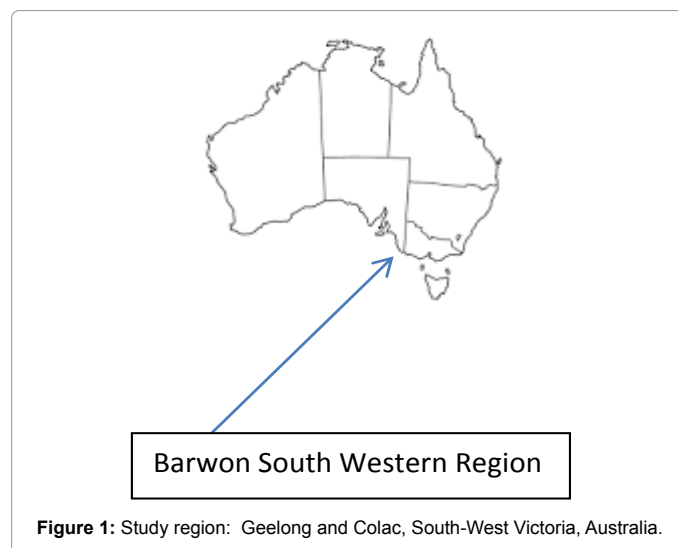 Barwon South Western Region
Figure 1: Study region: Geelong and Colac, South-West Victoria, Australia.